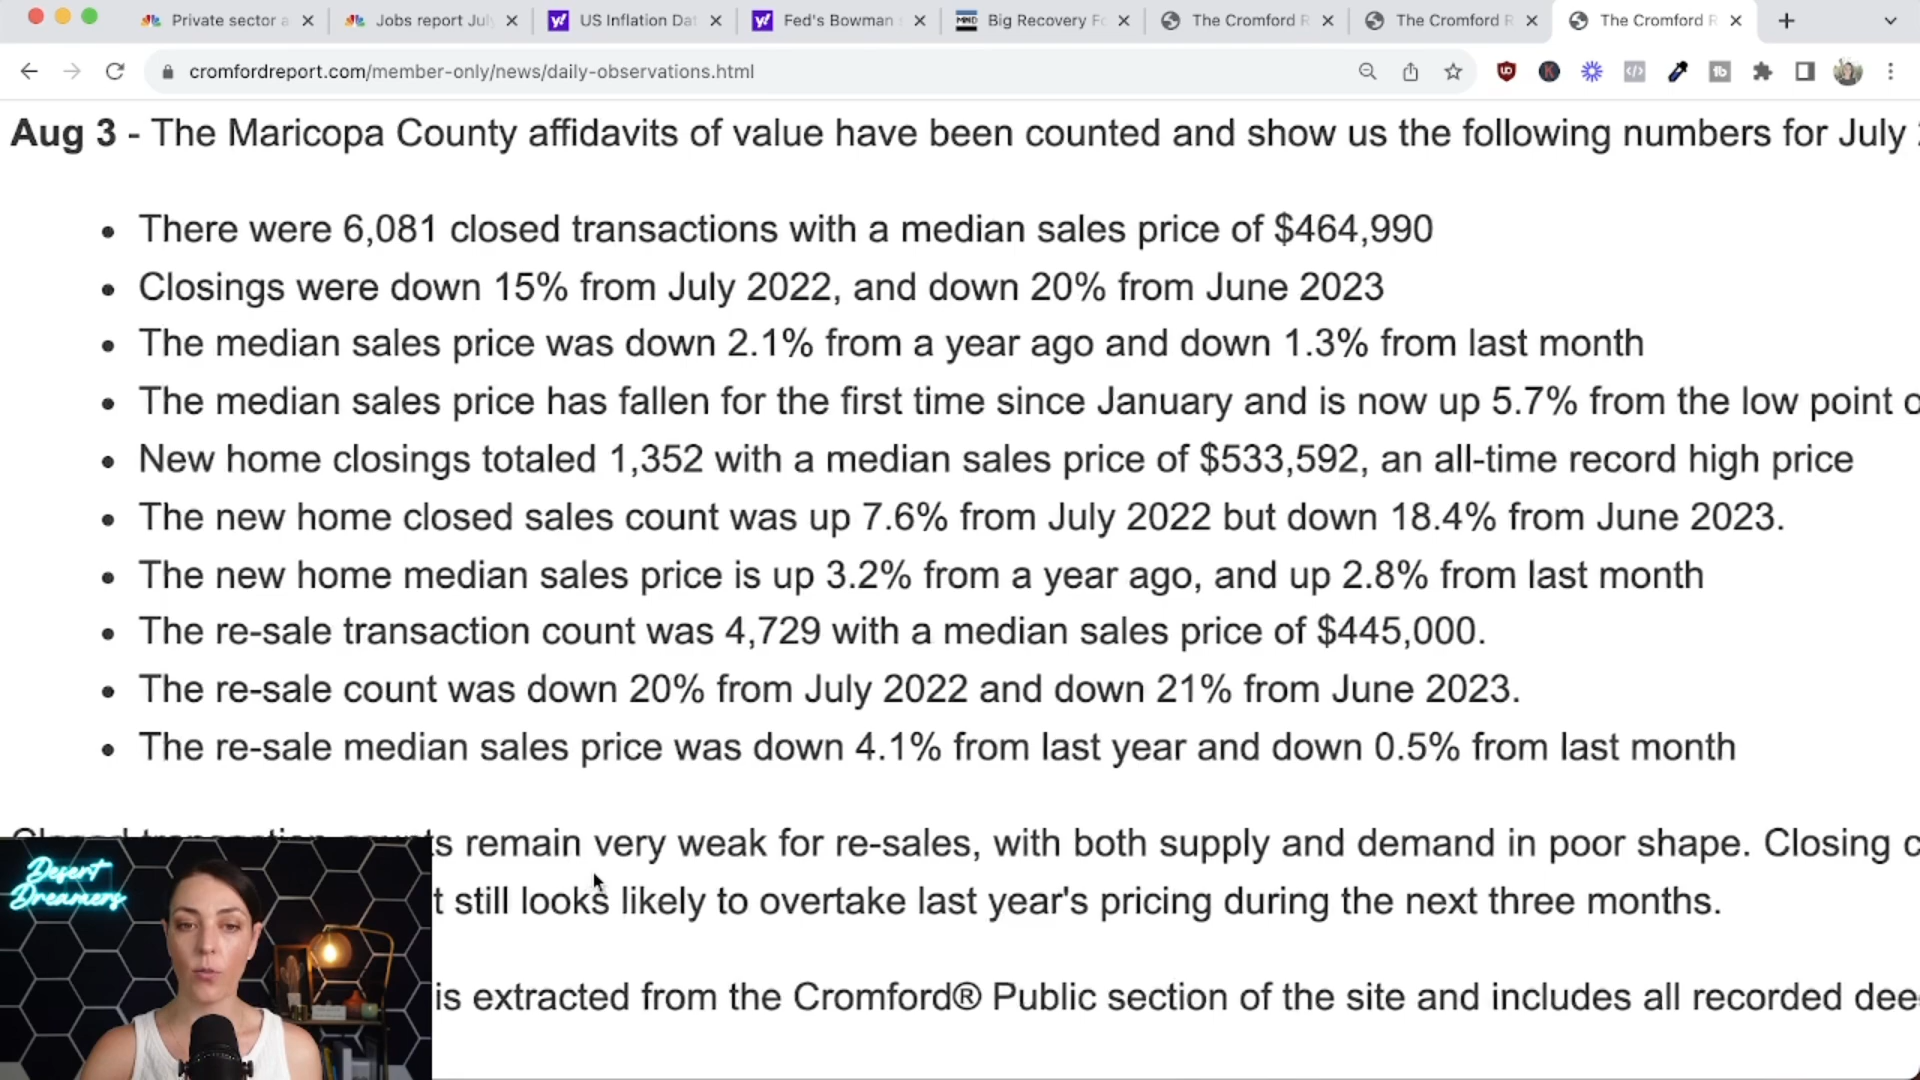 Private sector a
Jobs report July
US Inflation Dat
Fed's Bowman s
Big Recovery Fo
The Cromford R
The Cromford R
The Cromford R
cromfordreport.com/member-only/news/daily-observations.html
Aug 3 - The Maricopa County affidavits of value have been counted and show us the following numbers for July
There were 6,081 closed transactions with a median sales price of $464,990
Closings were down 15% from July 2022, and down 20% from June 2023
The median sales price was down 2.1% from a year ago and down 1.3% from last month
The median sales price has fallen for the first time since January and is now up 5.7% from the low point o
New home closings totaled 1,352 with a median sales price of $533,592, an all-time record high price
The new home closed sales count was up 7.6% from July 2022 but down 18.4% from June 2023.
The new home median sales price is up 3.2% from a year ago, and up 2.8% from last month
The re-sale transaction count was 4,729 with a median sales price of $445,000.
The re-sale count was down 20% from July 2022 and down 21% from June 2023.
The re-sale median sales price was down 4.1% from last year and down 0.5% from last month
remain very weak for re-sales, with both supply and demand in poor shape. Closing c
t still looks likely to overtake last year's pricing during the next three months.
is extracted from the Cromford® Public section of the site and includes all recorded dee
Desert
Dreamers